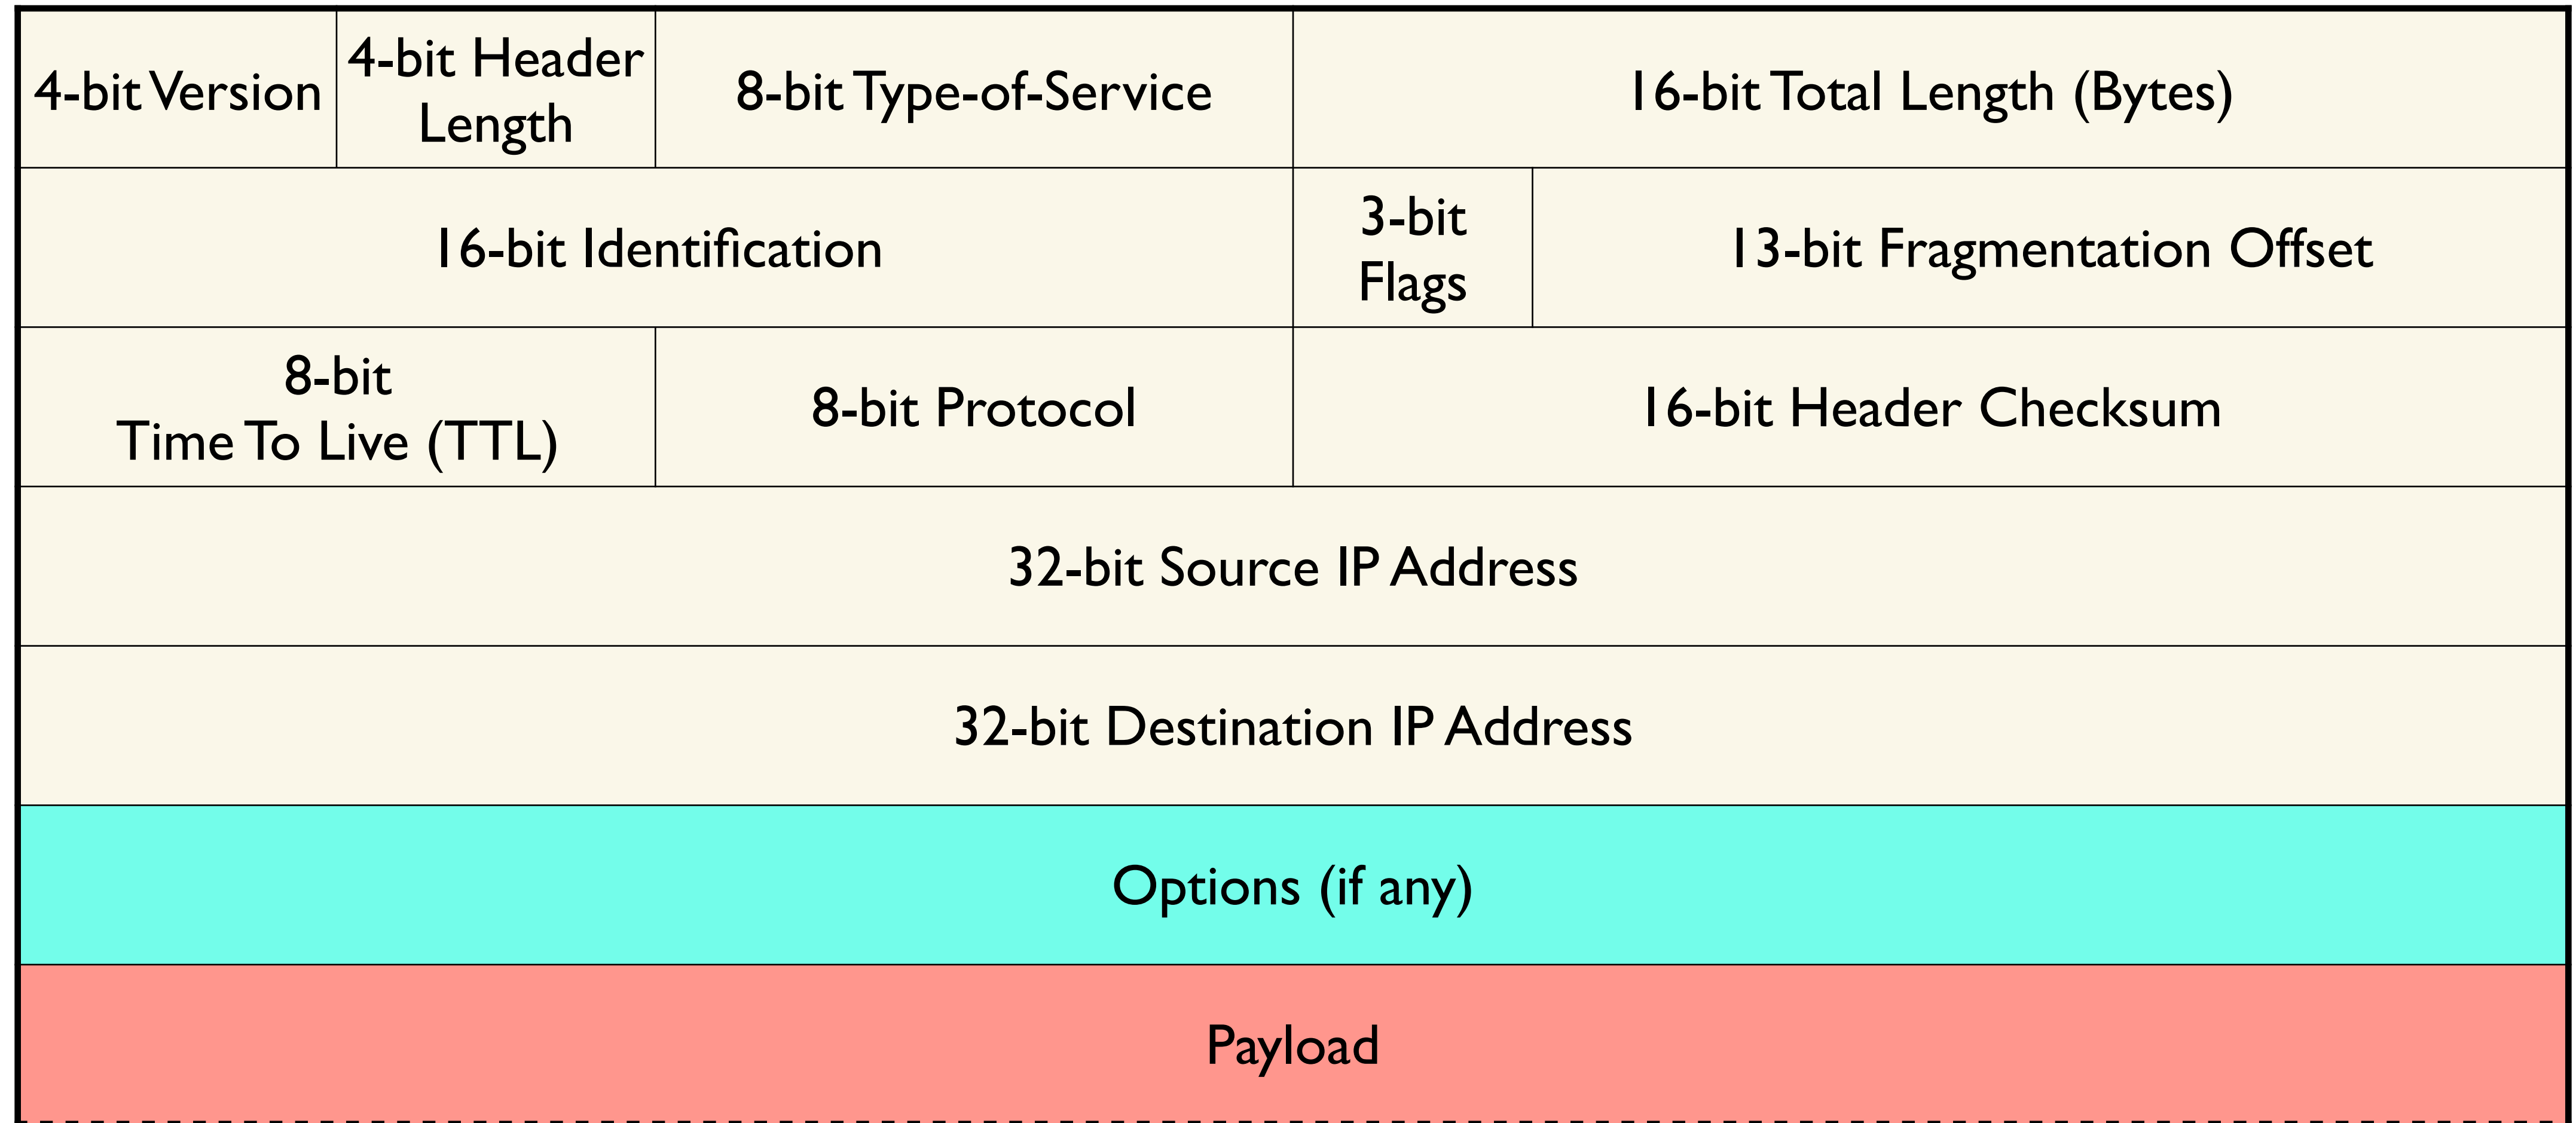 4-bit Version
4-bit Header
Length
8-bit Type-of-Service
16-bit Total Length (Bytes)
16-bit Identification
3-bit
Flags
13-bit Fragmentation Offset
8-bit
Time To Live (TTL)
8-bit Protocol
16-bit Header Checksum
32-bit Source IP Address
32-bit Destination IP Address
Options (if any)
Payload